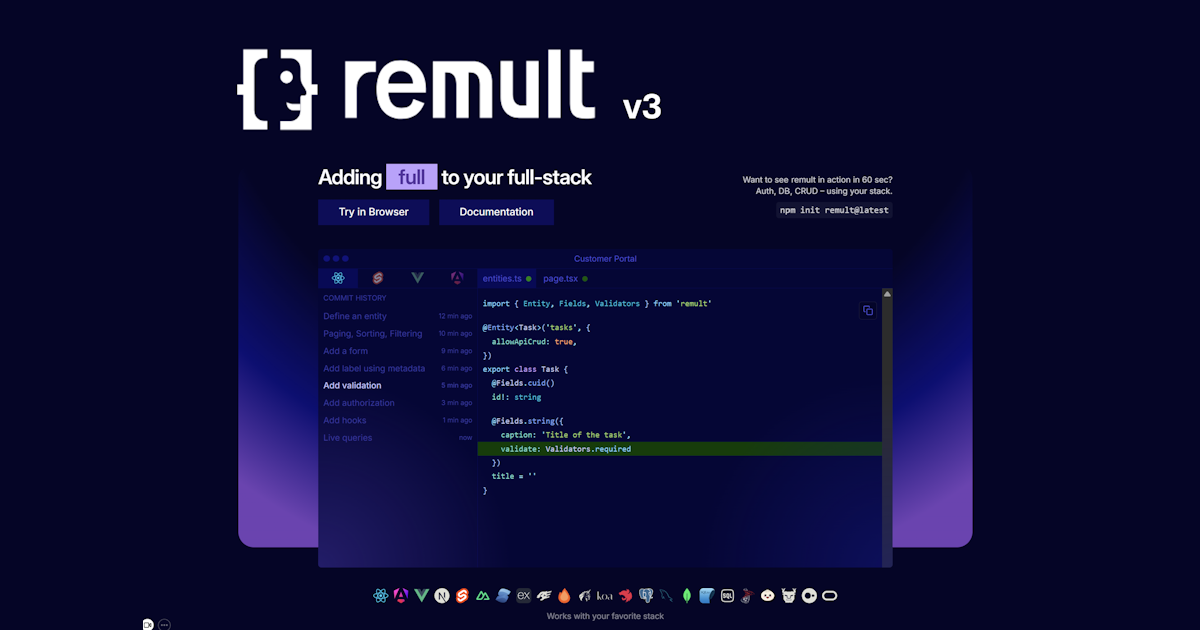 remult v3
Adding full to your full-stack
Try in Browser
Documentation
Want to see remult in action in 60 sec?
Auth, DB, CRUD – using your stack.
npm init remult@latest
Customer Portal
entities.ts
page.tsx
COMMIT HISTORY
Define an entity 12 min ago
Paging, Sorting, Filtering 10 min ago
Add a form 9 min ago
Add label using metadata 6 min ago
Add validation 5 min ago
Add authorization 3 min ago
Add hooks 1 min ago
Live queries now
import { Entity, Fields, Validators } from 'remult'
@Entity<Task>('tasks', {
allowApiCrud: true,
})
export class Task {
@Fields.cuid()
id!: string
@Fields.string({
caption: 'Title of the task',
validate: Validators.required
})
title = ''
}
N
ex
koa
SQL
Works with your favorite stack